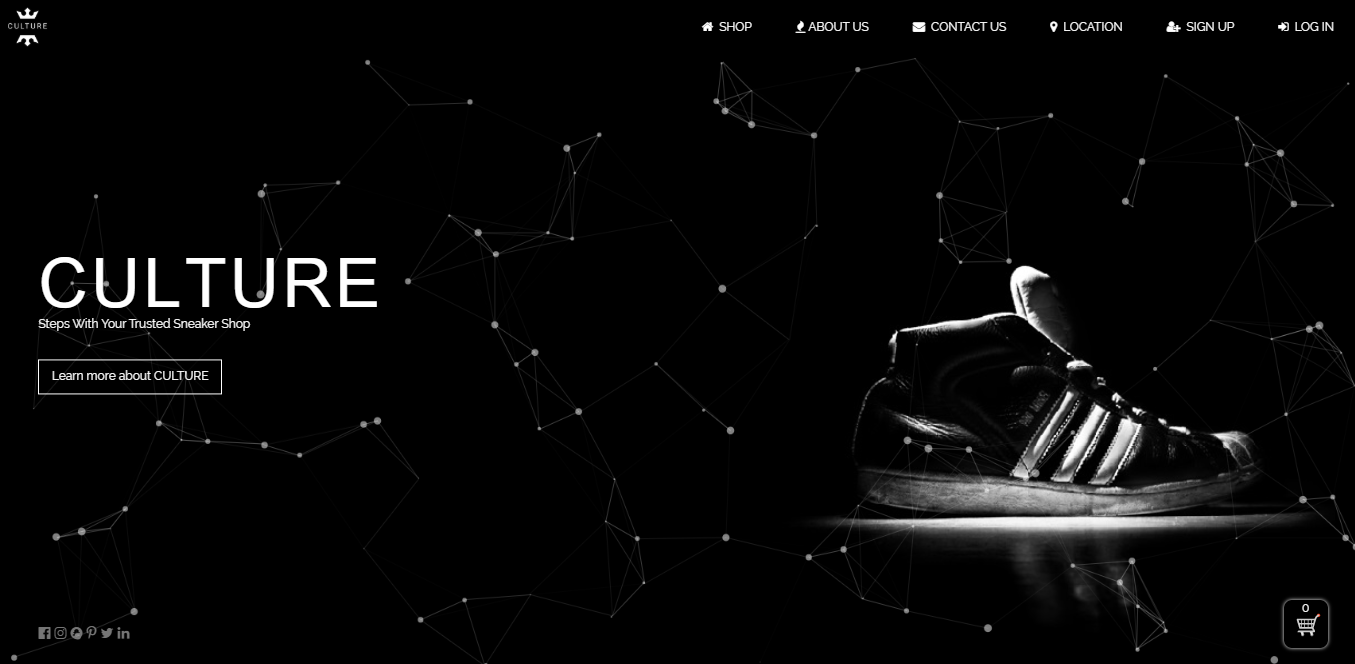 CULTURE
SHOP
ABOUT US
CONTACT US
LOCATION
SIGN UP
LOG IN
CULTURE
Steps With Your Trusted Sneaker Shop
Learn more about CULTURE
0